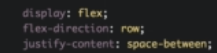 display: flex;
flex-direction: row;
justify-content: space-between;